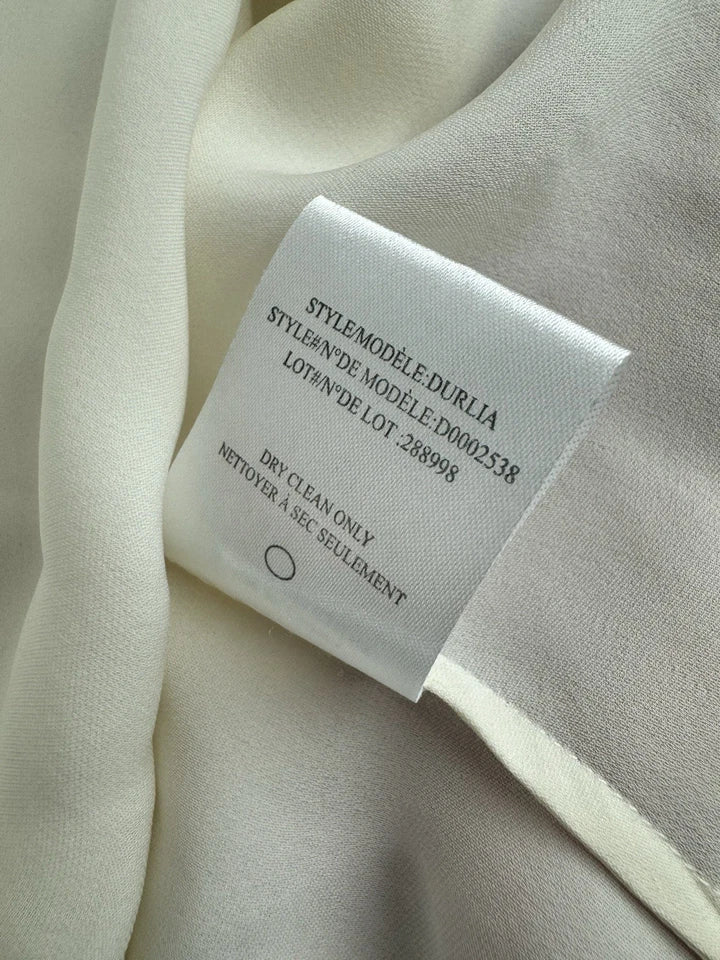 STYLE/MODÈLE:DURLIA
STYLE#/N°DE MODÈLE:D0002538
LOT#/N°DE LOT :288998
DRY CLEAN ONLY
NETTOYER À SEC SEULEMENT